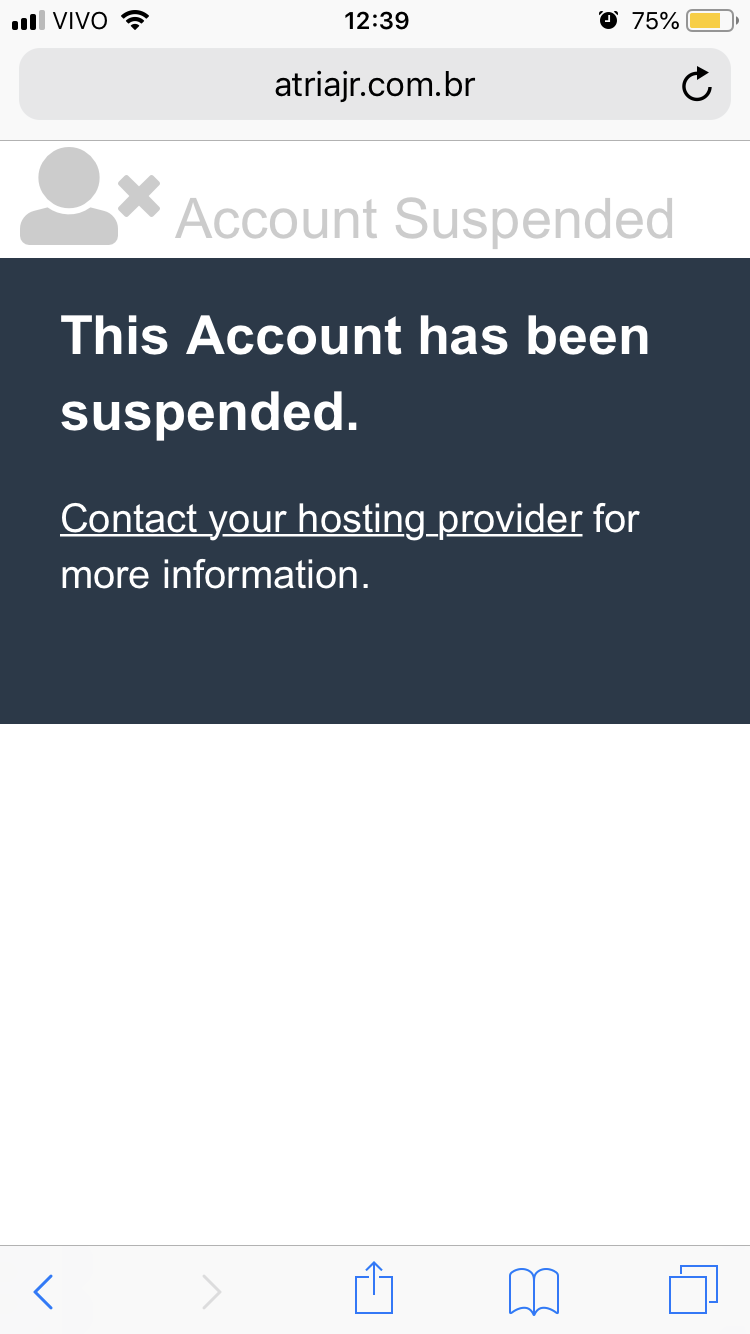 VIVO 12:39 75%
atriajr.com.br
Account Suspended
This Account has been
suspended.
Contact your hosting provider for
more information.